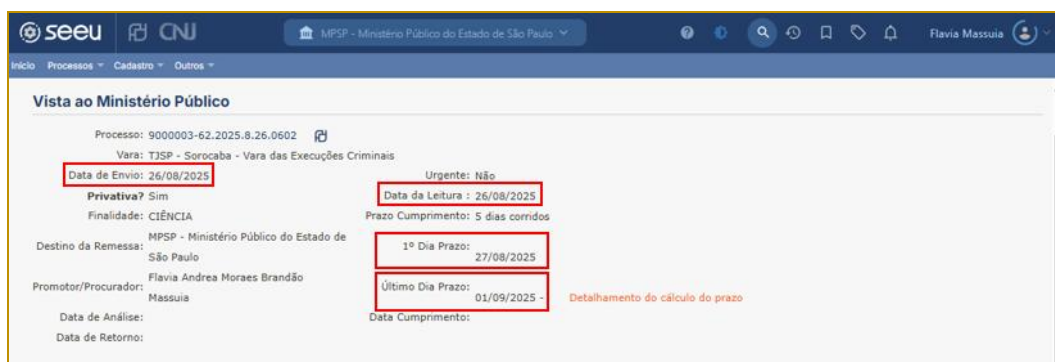 seeu CNJ MPSP - Ministério Público do Estado de São Paulo Flavia Massuia
Início Processos Cadastro Outros
Vista ao Ministério Público
Processo: 9000003-62.2025.8.26.0602
Vara: TJSP - Sorocaba - Vara das Execuções Criminais
Data de Envio: 26/08/2025 Urgente: Não
Privativa? Sim Data da Leitura : 26/08/2025
Finalidade: CIÊNCIA Prazo Cumprimento: 5 dias corridos
Destino da Remessa: MPSP - Ministério Público do Estado de
São Paulo
1º Dia Prazo:
27/08/2025
Promotor/Procurador: Flavia Andrea Moraes Brandão
Massuia
Último Dia Prazo:
01/09/2025 - Detalhamento do cálculo do prazo
Data de Análise: Data Cumprimento:
Data de Retorno: